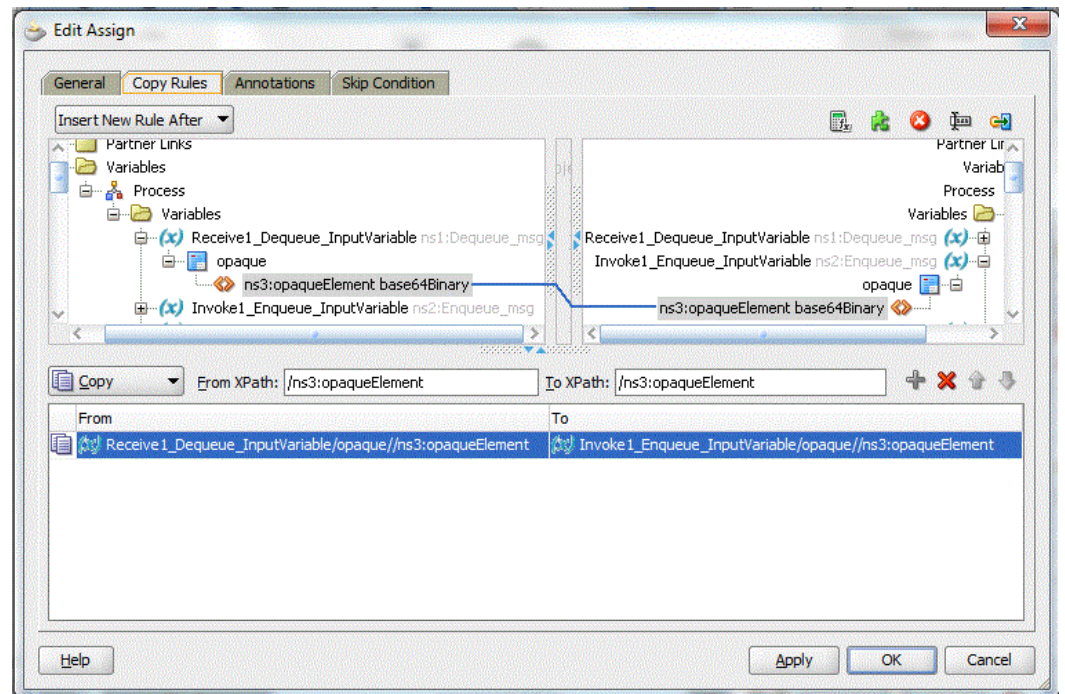 Edit Assign
General Copy Rules Annotations Skip Condition
Insert New Rule After
Partner Links
Variables
Process
Variables
Receive1_Dequeue_InputVariable ns1:Dequeue_msg
opaque
ns3:opaqueElement base64Binary
Invoke1_Enqueue_InputVariable ns2:Enqueue_msg
Partner Lin
Variab
Process
Variables
Receive1_Dequeue_InputVariable ns1:Dequeue_msg
Invoke1_Enqueue_InputVariable ns2:Enqueue_msg
opaque
ns3:opaqueElement base64Binary
Copy From XPath: /ns3:opaqueElement To XPath: /ns3:opaqueElement
From To
Receive1_Dequeue_InputVariable/opaque//ns3:opaqueElement Invoke1_Enqueue_InputVariable/opaque//ns3:opaqueElement
Help Apply OK Cancel